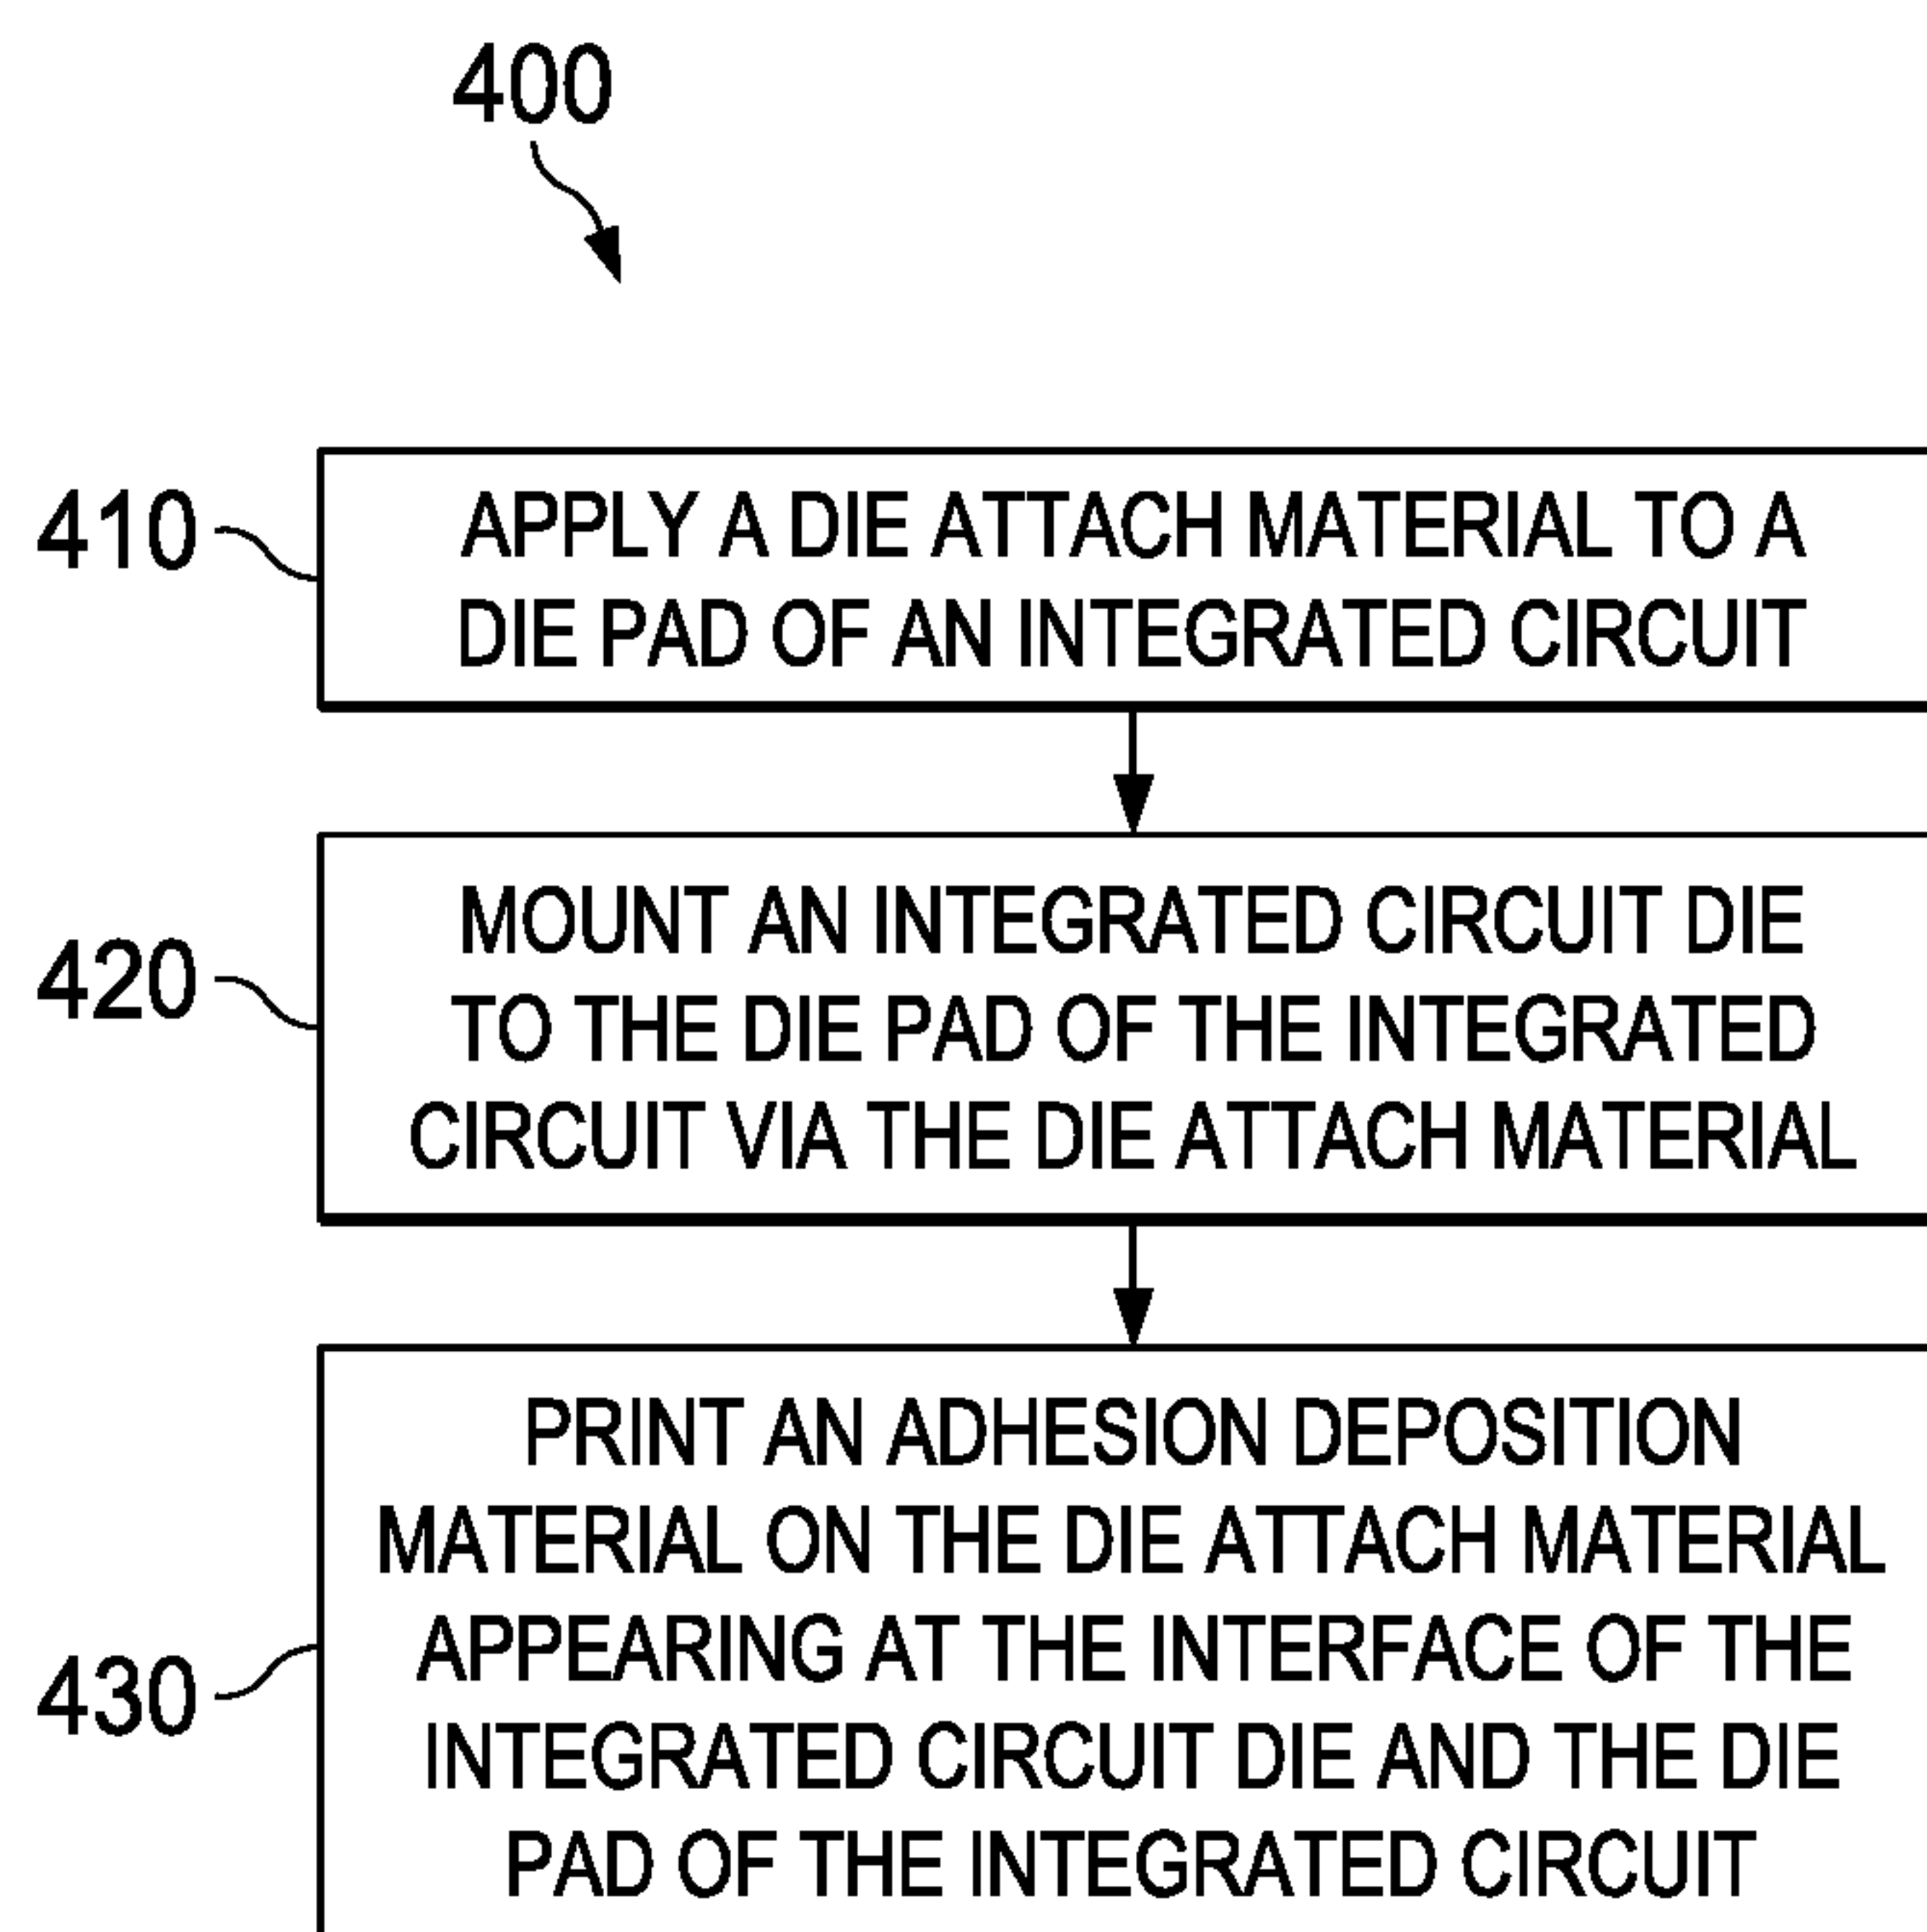 400
410
APPLY A DIE ATTACH MATERIAL TO A
DIE PAD OF AN INTEGRATED CIRCUIT
420
MOUNT AN INTEGRATED CIRCUIT DIE
TO THE DIE PAD OF THE INTEGRATED
CIRCUIT VIA THE DIE ATTACH MATERIAL
430
PRINT AN ADHESION DEPOSITION
MATERIAL ON THE DIE ATTACH MATERIAL
APPEARING AT THE INTERFACE OF THE
INTEGRATED CIRCUIT DIE AND THE DIE
PAD OF THE INTEGRATED CIRCUIT